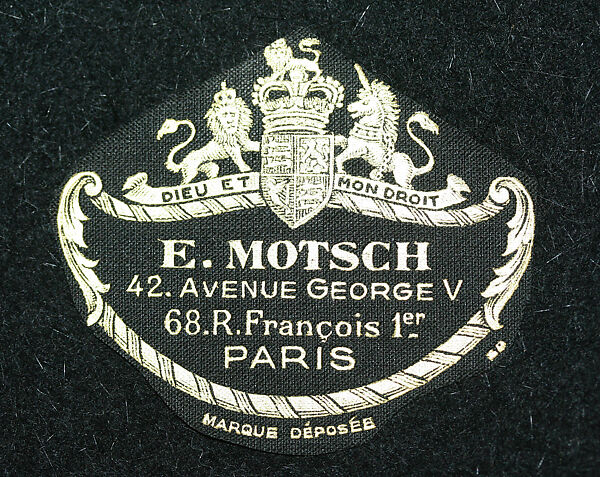 DIEU ET MON DROIT
E. MOTSCH
42. AVENUE GEORGE V
68.R.François 1er
PARIS
MARQUE DÉPOSÉE